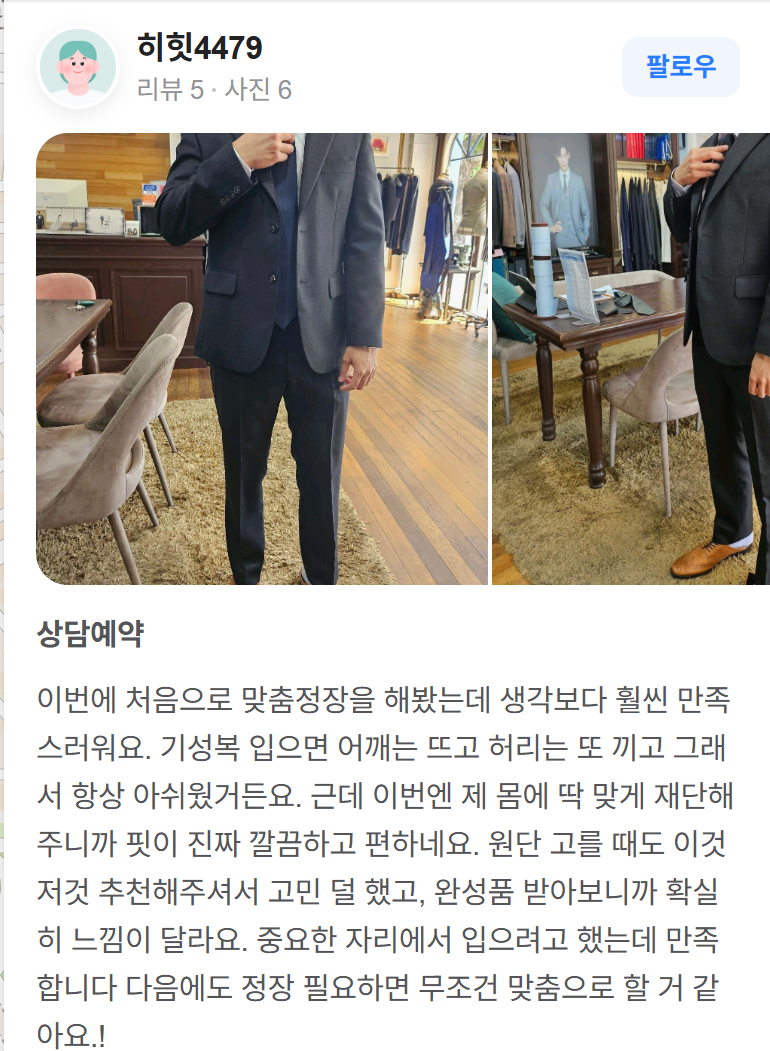 히힛4479
리뷰 5 · 사진 6
팔로우
상담예약
이번에 처음으로 맞춤정장을 해봤는데 생각보다 훨씬 만족
스러워요. 기성복 입으면 어깨는 뜨고 허리는 또 끼고 그래
서 항상 아쉬웠거든요. 근데 이번엔 제 몸에 딱 맞게 재단해
주니까 핏이 진짜 깔끔하고 편하네요. 원단 고를 때도 이것
저것 추천해주셔서 고민 덜 했고, 완성품 받아보니까 확실
히 느낌이 달라요. 중요한 자리에서 입으려고 했는데 만족
합니다 다음에도 정장 필요하면 무조건 맞춤으로 할 거 같
아요.!